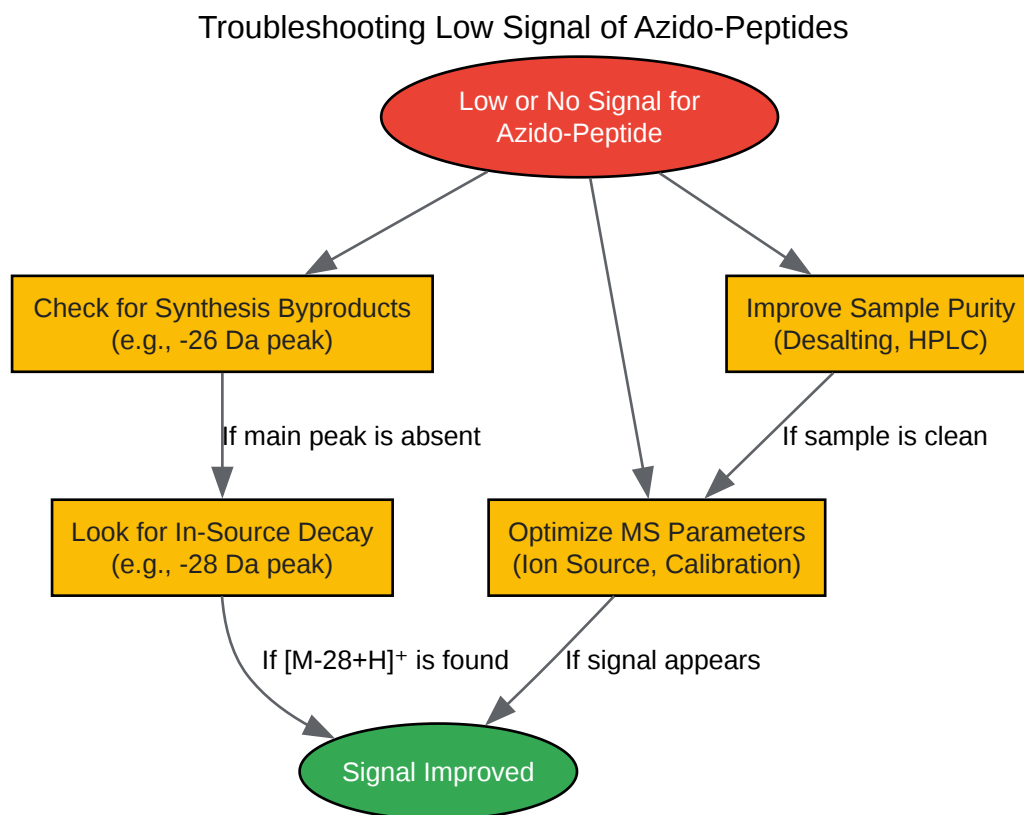 Troubleshooting Low Signal of Azido-Peptides
Low or No Signal for
Azido-Peptide
Check for Synthesis Byproducts
(e.g., -26 Da peak)
Improve Sample Purity
(Desalting, HPLC)
If main peak is absent
If sample is clean
Look for In-Source Decay
(e.g., -28 Da peak)
Optimize MS Parameters
(Ion Source, Calibration)
If [M-28+H]⁺ is found
If signal appears
Signal Improved